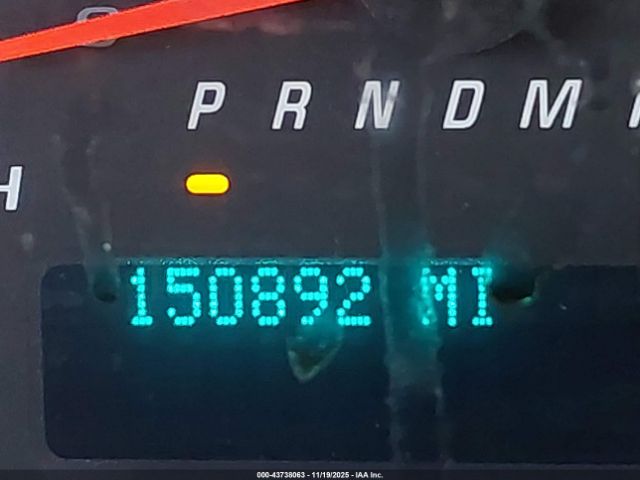 P R N D M
H
150892 MI
000-43738063 - 11/19/2025 - IAA Inc.